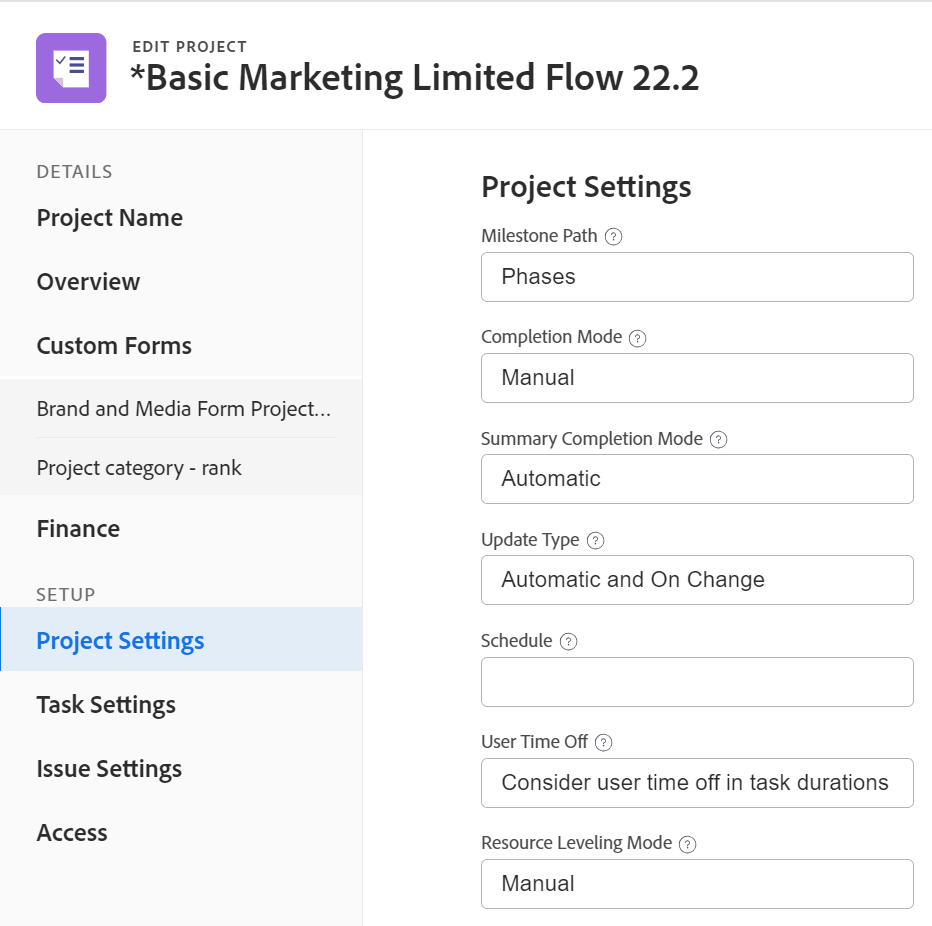 EDIT PROJECT
*Basic Marketing Limited Flow 22.2
DETAILS
Project Name
Overview
Custom Forms
Brand and Media Form Project...
Project category - rank
Finance
SETUP
Project Settings
Task Settings
Issue Settings
Access
Project Settings
Milestone Path ?
Phases
Completion Mode ?
Manual
Summary Completion Mode ?
Automatic
Update Type ?
Automatic and On Change
Schedule ?
User Time Off ?
Consider user time off in task durations
Resource Leveling Mode ?
Manual